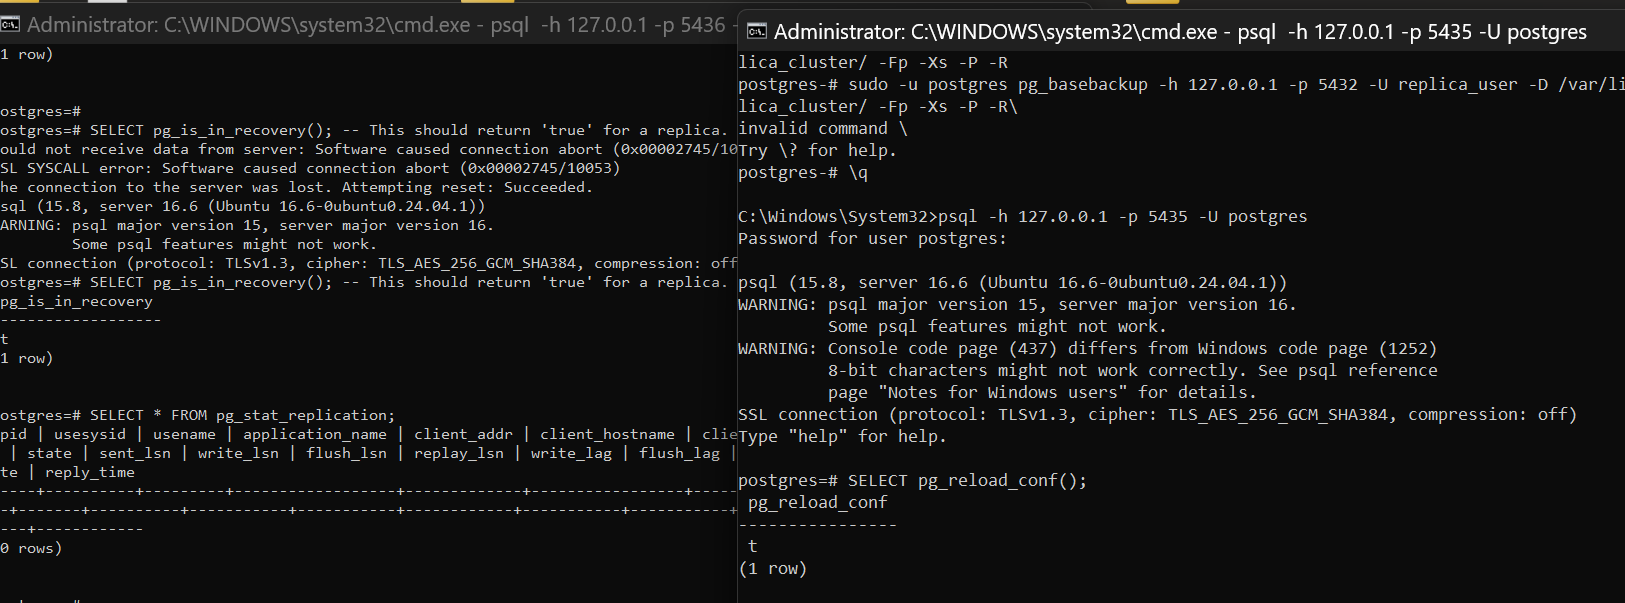 Administrator: C:\WINDOWS\system32\cmd.exe - psql  -h 127.0.0.1 -p 5436 -
1 row)
ostgres=#
ostgres=# SELECT pg_is_in_recovery(); -- This should return 'true' for a replica.
ould not receive data from server: Software caused connection abort (0x00002745/10
SL SYSCALL error: Software caused connection abort (0x00002745/10053)
he connection to the server was lost. Attempting reset: Succeeded.
sql (15.8, server 16.6 (Ubuntu 16.6-0ubuntu0.24.04.1))
ARNING: psql major version 15, server major version 16.
        Some psql features might not work.
SL connection (protocol: TLSv1.3, cipher: TLS_AES_256_GCM_SHA384, compression: off
ostgres=# SELECT pg_is_in_recovery(); -- This should return 'true' for a replica.
pg_is_in_recovery
------------------
t
1 row)
ostgres=# SELECT * FROM pg_stat_replication;
pid | usesysid | usename | application_name | client_addr | client_hostname | clie
 | state | sent_lsn | write_lsn | flush_lsn | replay_lsn | write_lag | flush_lag |
te | reply_time
----+----------+---------+------------------+-------------+-----------------+-----
-+-------+----------+-----------+-----------+------------+-----------+-----------+
---+------------
0 rows)
Administrator: C:\WINDOWS\system32\cmd.exe - psql  -h 127.0.0.1 -p 5435 -U postgres
lica_cluster/ -Fp -Xs -P -R
postgres-# sudo -u postgres pg_basebackup -h 127.0.0.1 -p 5432 -U replica_user -D /var/li
lica_cluster/ -Fp -Xs -P -R\
invalid command \
Try \? for help.
postgres-# \q
C:\Windows\System32>psql -h 127.0.0.1 -p 5435 -U postgres
Password for user postgres:
psql (15.8, server 16.6 (Ubuntu 16.6-0ubuntu0.24.04.1))
WARNING: psql major version 15, server major version 16.
         Some psql features might not work.
WARNING: Console code page (437) differs from Windows code page (1252)
         8-bit characters might not work correctly. See psql reference
         page "Notes for Windows users" for details.
SSL connection (protocol: TLSv1.3, cipher: TLS_AES_256_GCM_SHA384, compression: off)
Type "help" for help.
postgres=# SELECT pg_reload_conf();
 pg_reload_conf
----------------
 t
(1 row)